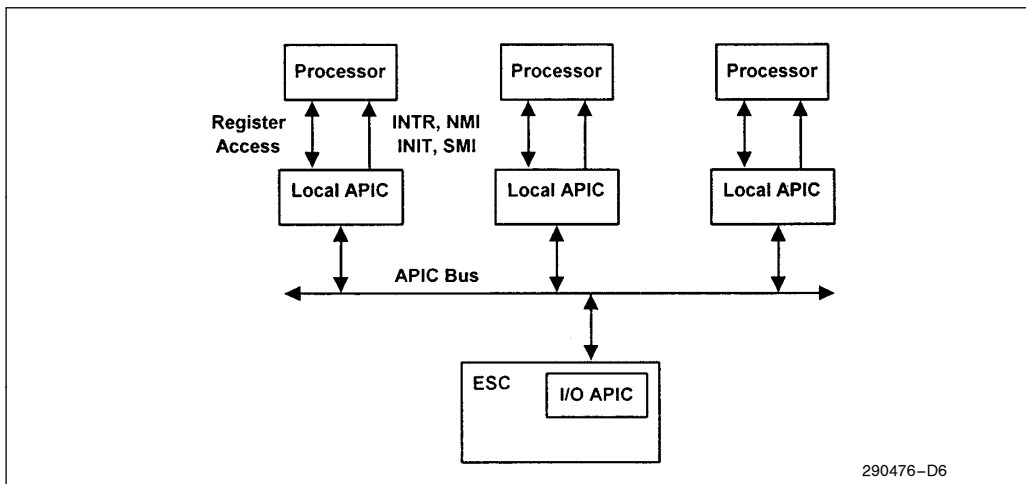 Processor
Processor
Processor
Register
Access
INTR, NMI
INIT, SMI
Local APIC
Local APIC
Local APIC
APIC Bus
ESC
I/O APIC
290476–D6